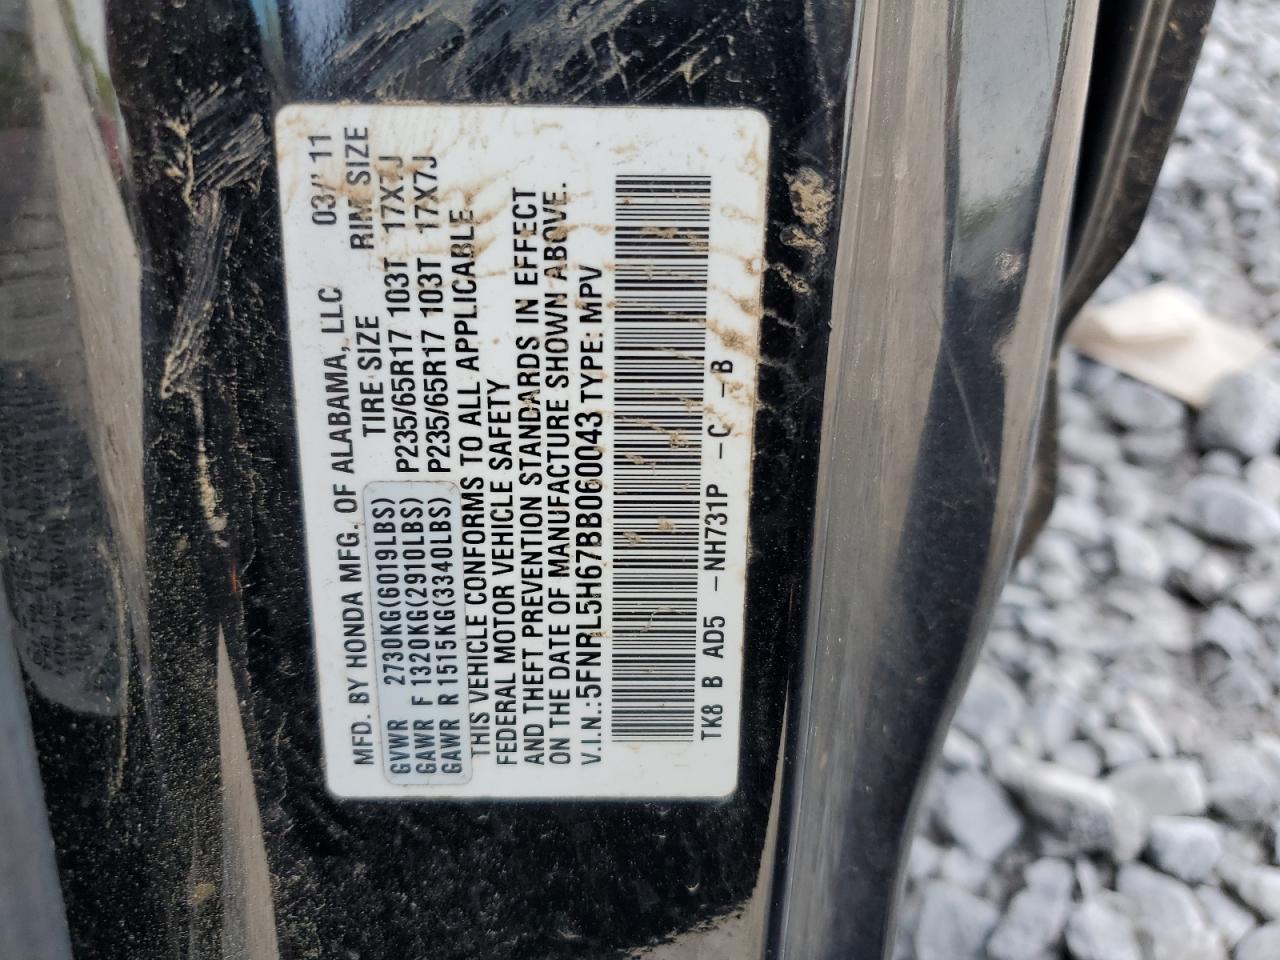 MFD. BY HONDA MFG. OF ALABAMA, LLC 03/'11
TIRE SIZE RIM SIZE
GVWR 2730KG(6019LBS)
GAWR F 1320KG(2910LBS) P235/65R17 103T 17X7J
GAWR R 1515KG(3340LBS) P235/65R17 103T 17X7J
THIS VEHICLE CONFORMS TO ALL APPLICABLE
FEDERAL MOTOR VEHICLE SAFETY
AND THEFT PREVENTION STANDARDS IN EFFECT
ON THE DATE OF MANUFACTURE SHOWN ABOVE.
V.I.N.:5FNRL5H67BB060043 TYPE: MPV
TK8 B AD5 -NH731P -C -B